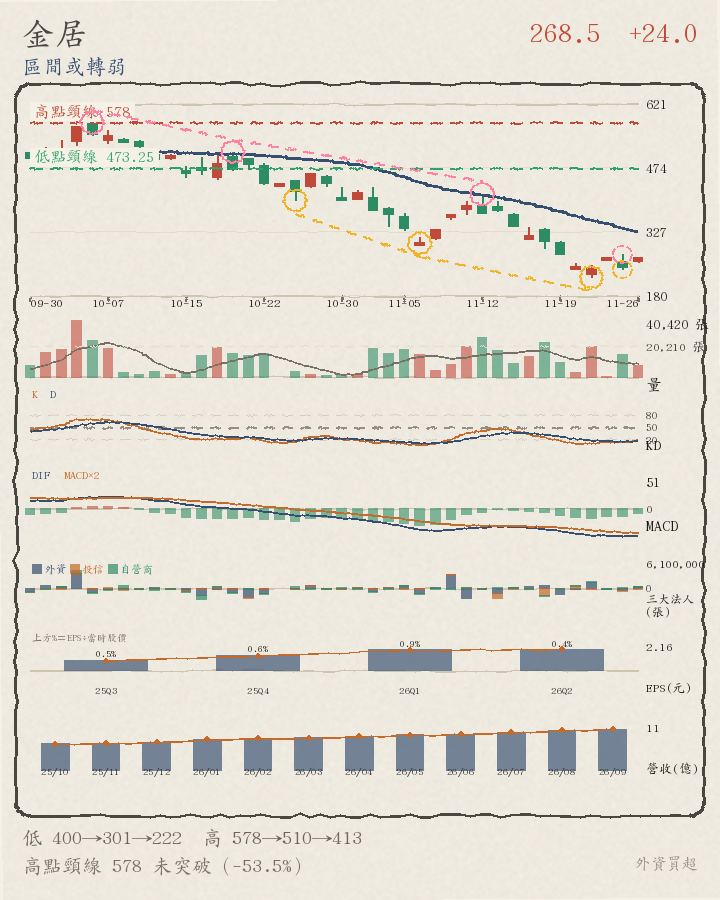 金居
268.5 +24.0
區間或轉弱
621
高點頸線 578
低點頸線 473.25
474
327
180
09-30 10-07 10-15 10-22 10-30 11-05 11-12 11-19 11-26
40,420 張
20,210 張
量
K D
80
50
20
KD
DIF MACD×2
51
0
MACD
外資 投信 自營商
6,100,000
0
三大法人
(張)
上方%=EPS÷當時股價
2.16
0.5% 0.6% 0.9% 0.4%
25Q3 25Q4 26Q1 26Q2
EPS(元)
11
25/10 25/11 25/12 26/01 26/02 26/03 26/04 26/05 26/06 26/07 26/08 26/09
營收(億)
低 400→301→222 高 578→510→413
高點頸線 578 未突破 (-53.5%)
外資買超